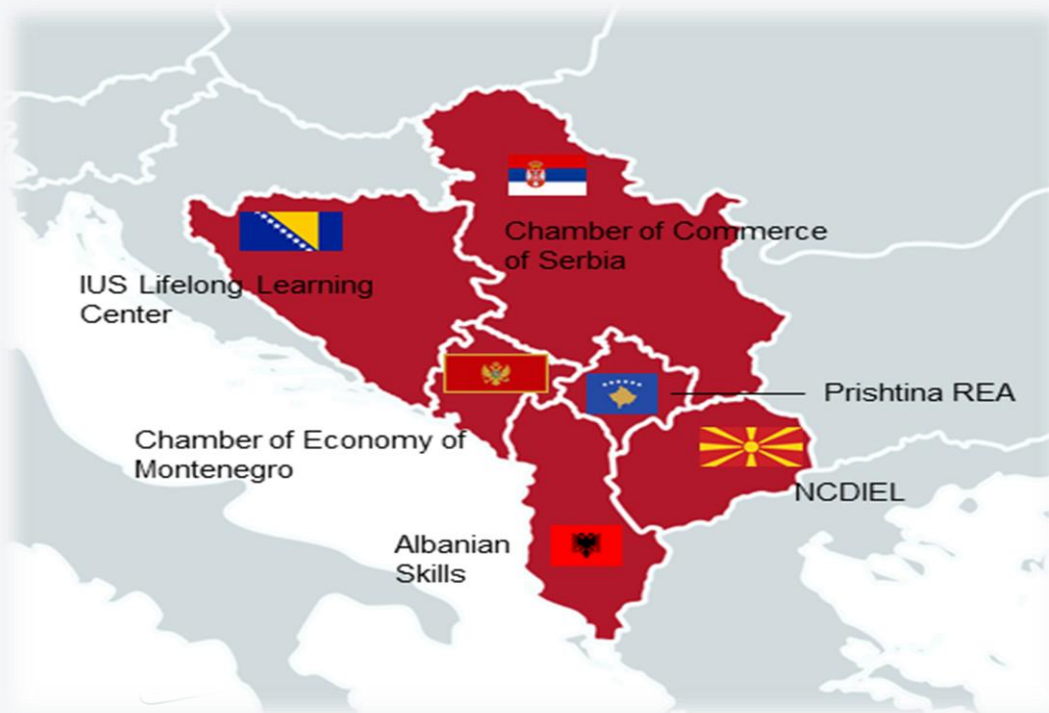 Chamber of Commerce
of Serbia
IUS Lifelong Learning
Center
Prishtina REA
Chamber of Economy of
Montenegro
NCDIEL
Albanian
Skills